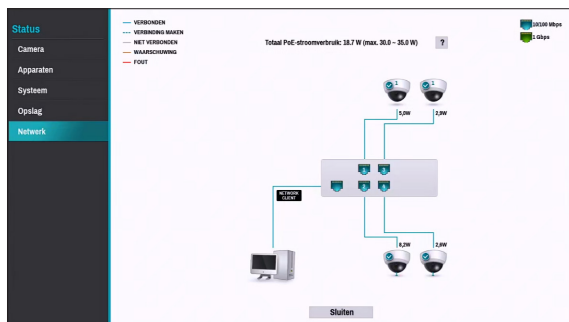 Status
Camera
Apparaten
Systeem
Opslag
Netwerk
VERBONDEN
VERBINDING MAKEN
NIET VERBONDEN
WAARSCHUWING
FOUT
Totaal PoE-stroomverbruik: 18.7 W (max. 30.0 ~ 35.0 W)
?
10/100 Mbps
1 Gbps
1
1
5,0W
2,9W
NETWORK
CLIENT
8,2W
2,6W
Sluiten